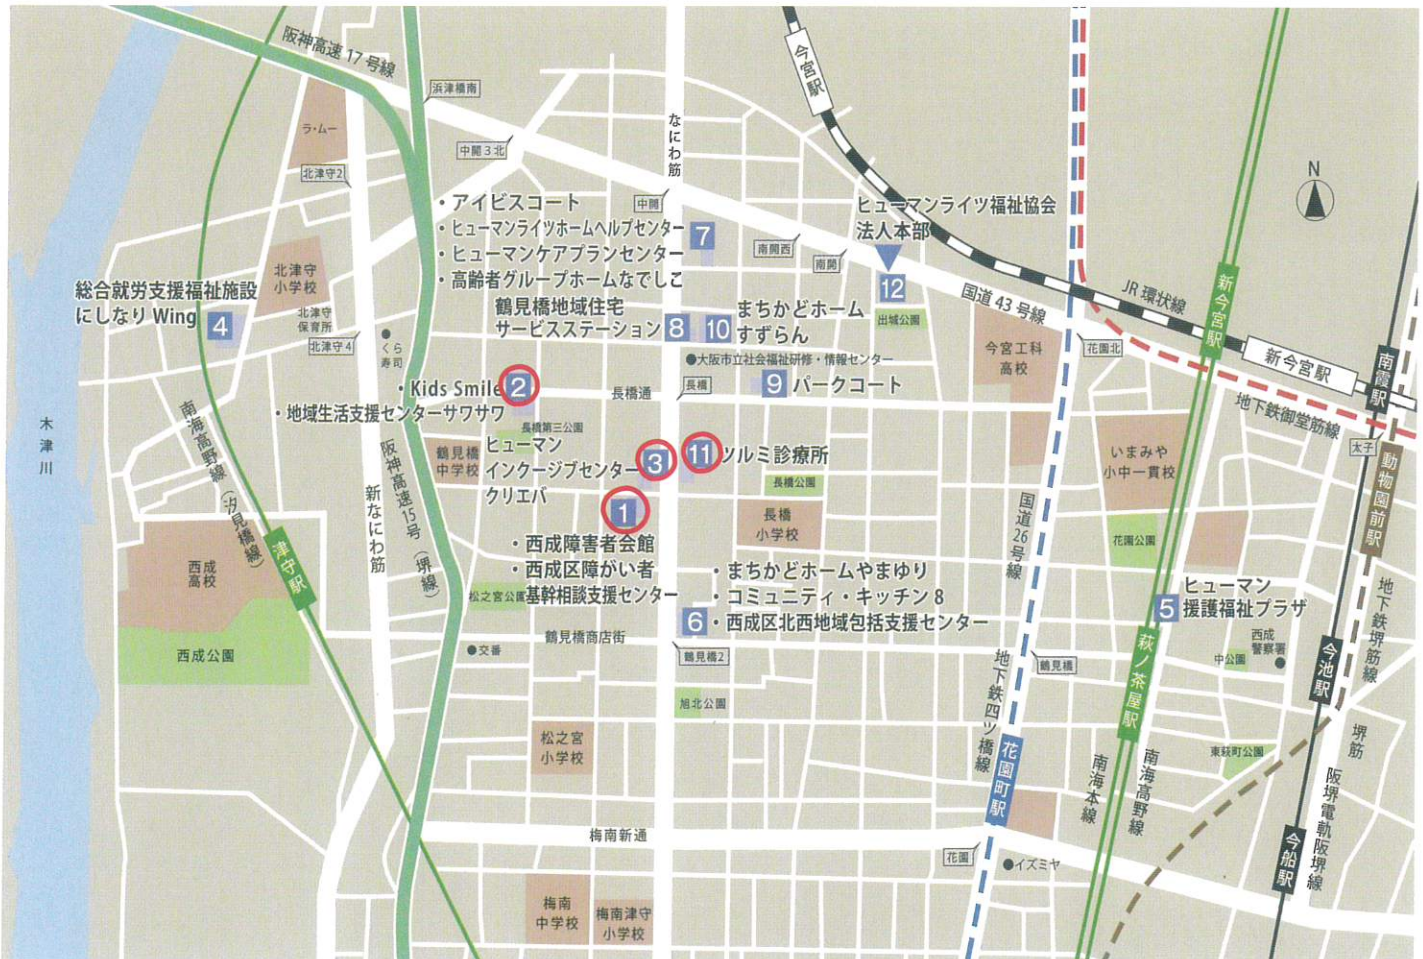 阪神高速 17 号線
浜津橋南
今宮駅
なにわ筋
ラ・ムー
中開3北
北津守2
N
・アイビスコート
・ヒューマンライツホームヘルプセンター
・ヒューマンケアプランセンター
・高齢者グループホームなでしこ
7
中開
ヒューマンライツ福祉協会
法人本部
12
南開西
南開
国道 43 号線
JR 環状線
新今宮駅
新今宮駅
南霞駅
北津守
小学校
北津守
保育所
北津守4
総合就労支援福祉施設
にしなり Wing
4
くら
寿司
鶴見橋地域住宅
サービスステーション
8
10
まちかどホーム
すずらん
出城公園
今宮工科
高校
花園北
大阪市立社会福祉研修・情報センター
9
パークコート
・Kids Smile
・地域生活支援センターサワサワ
2
長橋通
長橋
地下鉄御堂筋線
太子
動物園前駅
木津川
南海高野線(汐見橋線)
阪神高速15号(堺線)
新なにわ筋
鶴見橋
中学校
長橋第三公園
ヒューマン
インクージブセンター
クリエバ
3
11
ツルミ診療所
長橋公園
長橋
小学校
いまみや
小中一貫校
国道26号線
花園公園
1
・西成障害者会館
・西成区障がい者
基幹相談支援センター
西成
高校
津守駅
西成公園
松之宮公園
・まちかどホームやまゆり
・コミュニティ・キッチン 8
・西成区北西地域包括支援センター
6
ヒューマン
援護福祉プラザ
5
地下鉄堺筋線
鶴見橋商店街
交番
鶴見橋2
鶴見橋
西成
警察署
中公園
今池駅
萩ノ茶屋駅
地下鉄四ツ橋線
旭北公園
松之宮
小学校
花園町駅
南海本線
南海高野線
東萩町公園
堺筋
阪堺電軌阪堺線
今船駅
梅南新通
花園
イズミヤ
梅南
中学校
梅南津守
小学校